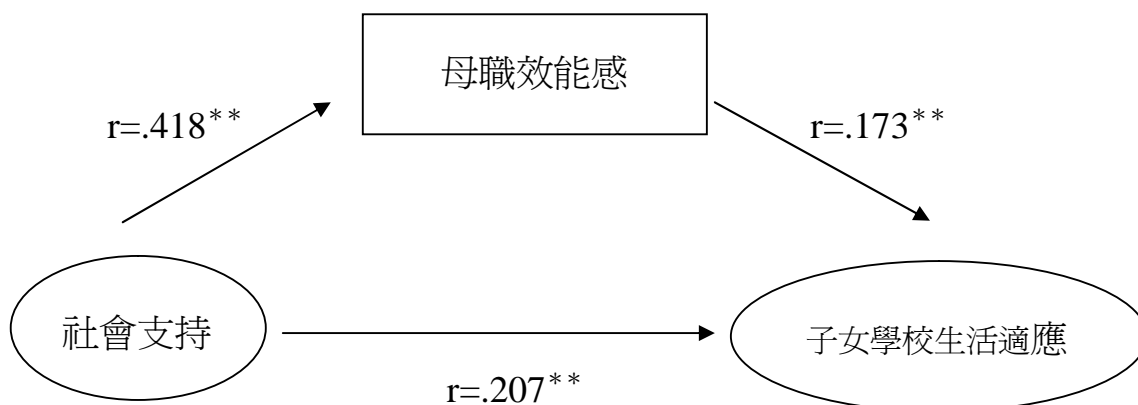 母職效能感
r=.418**
r=.173**
社會支持
子女學校生活適應
r=.207**